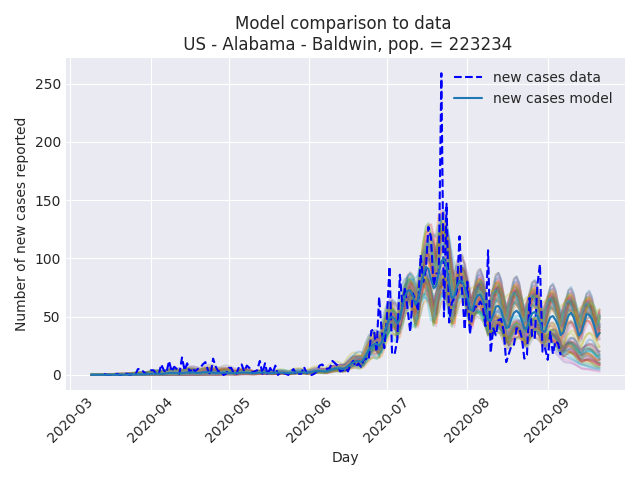 Model comparison to data
US - Alabama - Baldwin, pop. = 223234
new cases data
new cases model
Number of new cases reported
250
200
150
100
50
0
2020-03
2020-04
2020-05
2020-06
2020-07
2020-08
2020-09
Day